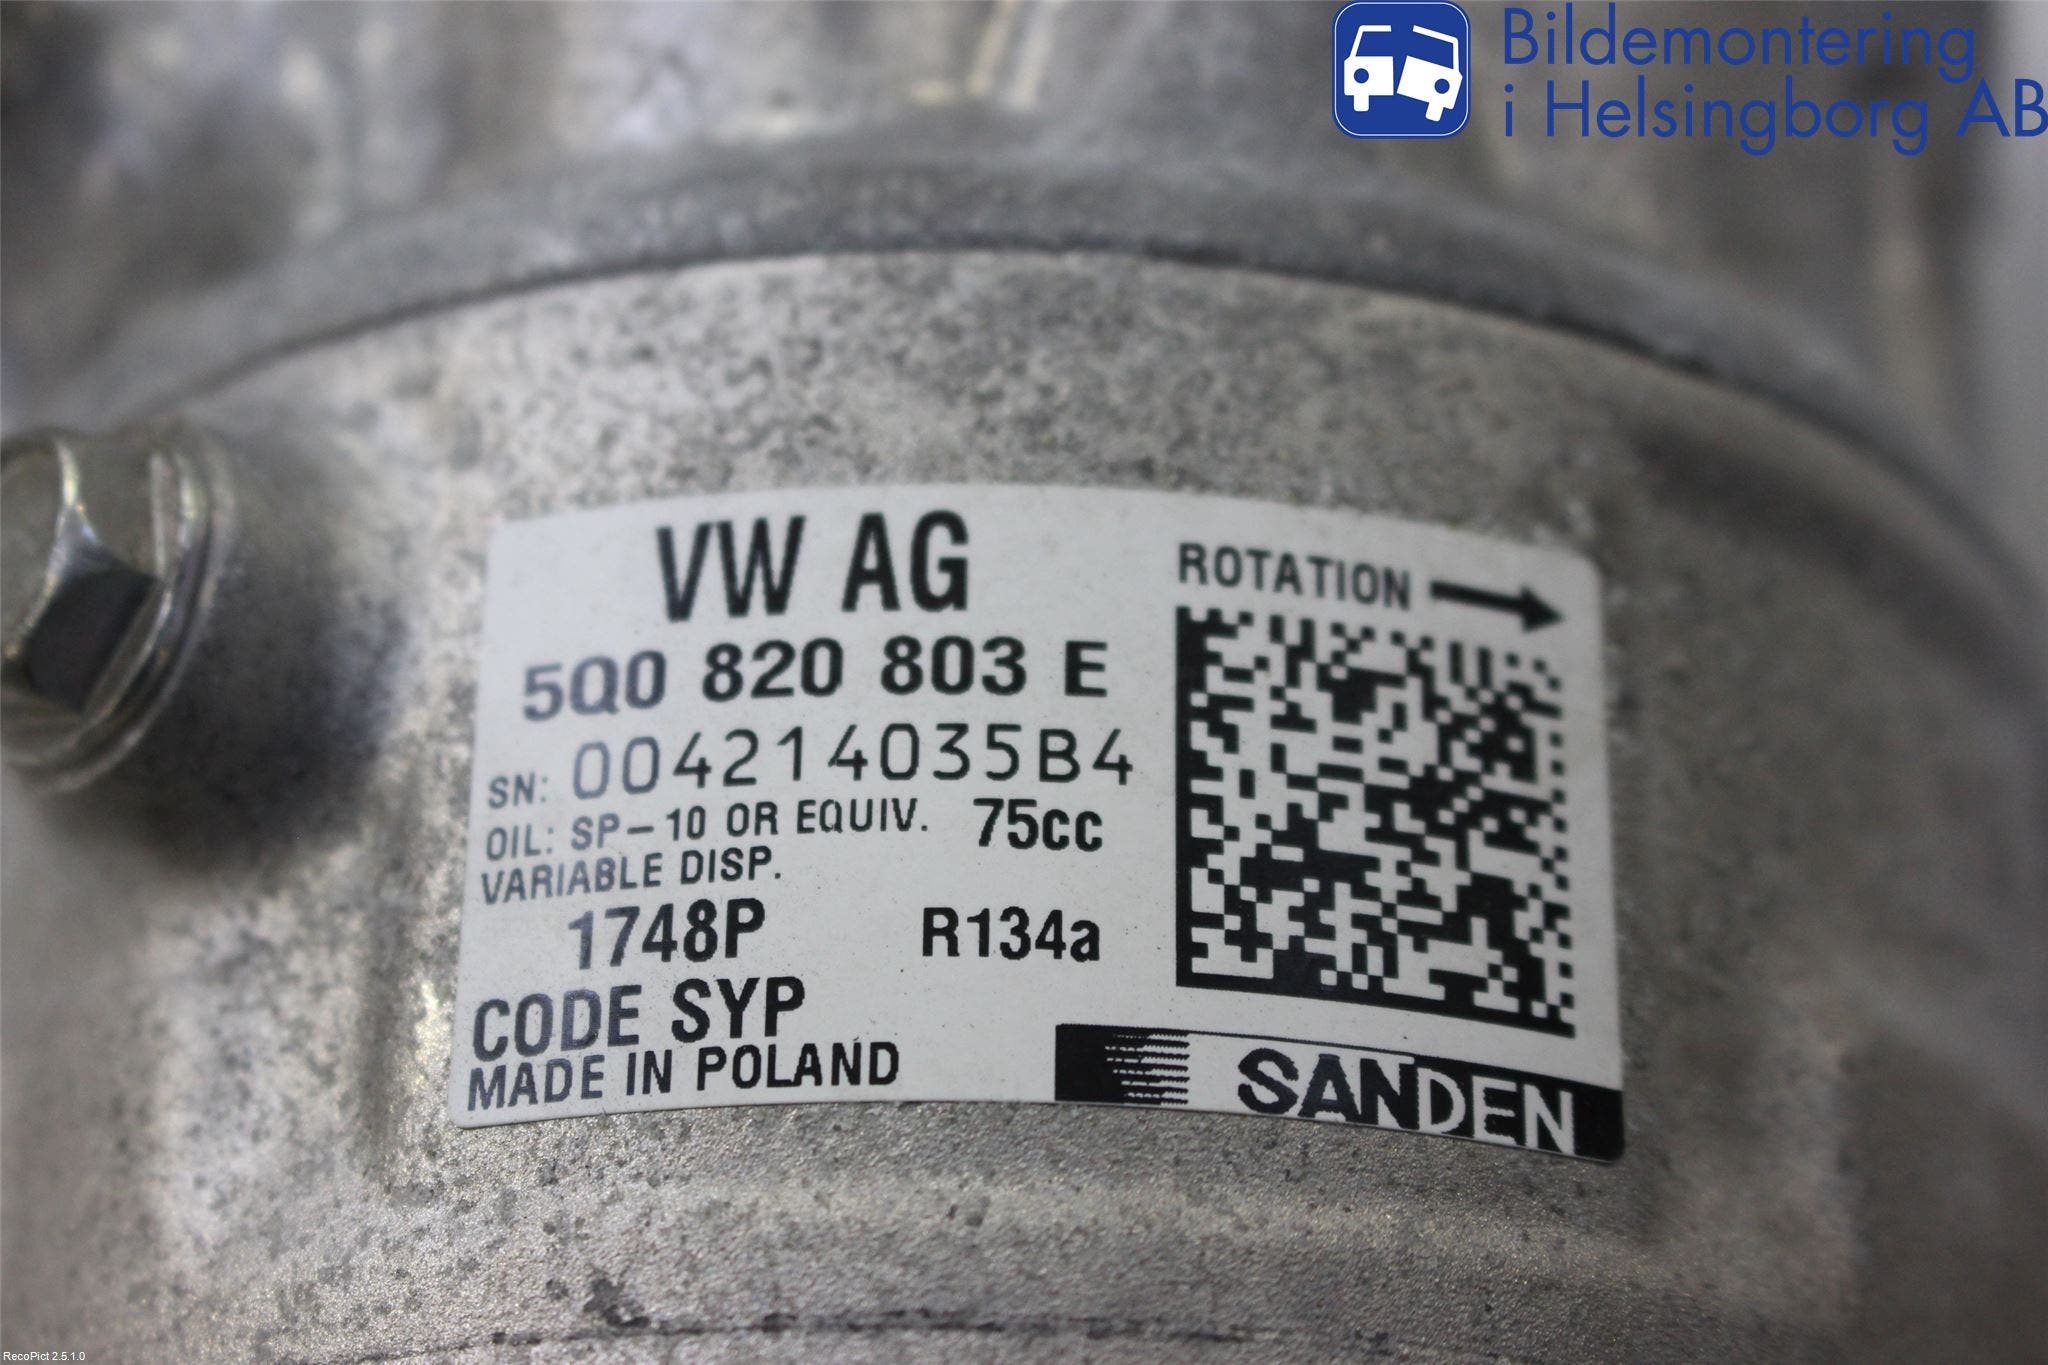 Bildemontering
i Helsingborg AB
VW AG
ROTATION
5Q0 820 803 E
SN: 004214035B4
OIL: SP-10 OR EQUIV. 75cc
VARIABLE DISP.
1748P R134a
CODE SYP
MADE IN POLAND
SANDEN
RecoPict 2.5.1.0